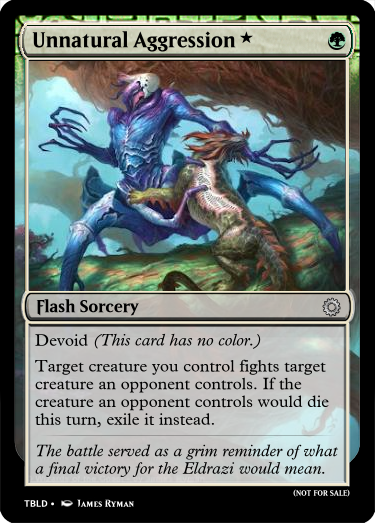 Unnatural Aggression ★
Flash Sorcery
Devoid (This card has no color.)
Target creature you control fights target
creature an opponent controls. If the
creature an opponent controls would die
this turn, exile it instead.
The battle served as a grim reminder of what
a final victory for the Eldrazi would mean.
(NOT FOR SALE)
TBLD • James Ryman